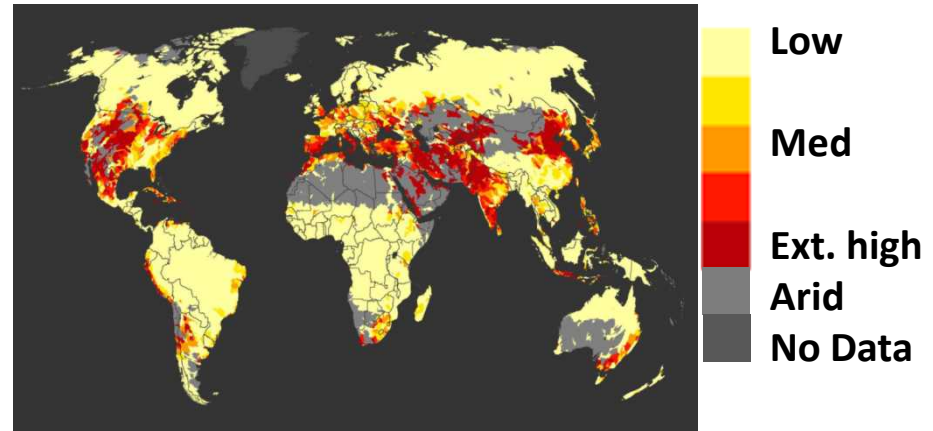 Low
Med
Ext. high
Arid
No Data